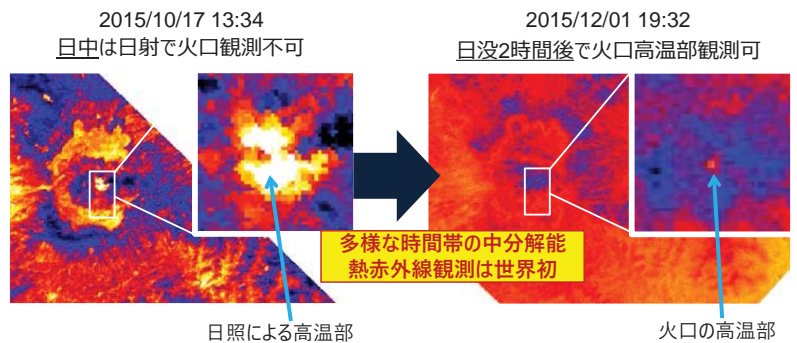 2015/10/17 13:34
日中は日射で火口観測不可
2015/12/01 19:32
日没2時間後で火口高温部観測可
多様な時間帯の中分解能
熱赤外線観測は世界初
日照による高温部
火口の高温部